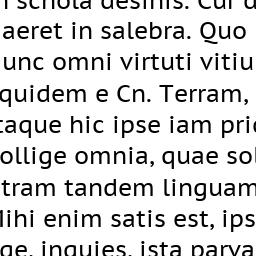 schola desinis. Cur
aeret in salebra. Quo
unc omni virtuti vitiu
quidem e Cn. Terram,
taque hic ipse iam pri
ollige omnia, quae sol
tram tandem linguam
Mihi enim satis est, ips
ge, inquies, ista parva